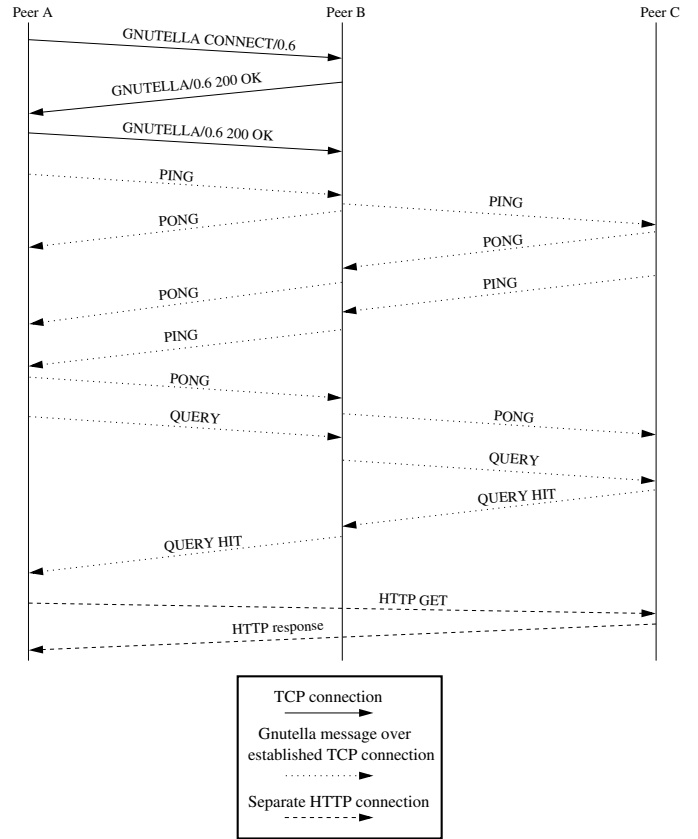 Peer A
Peer B
Peer C
GNUTELLA CONNECT/0.6
GNUTELLA/0.6 200 OK
GNUTELLA/0.6 200 OK
PING
PING
PONG
PONG
PING
PONG
PING
PONG
QUERY
PONG
QUERY
QUERY HIT
QUERY HIT
HTTP GET
HTTP response
TCP connection
Gnutella message over
established TCP connection
Separate HTTP connection